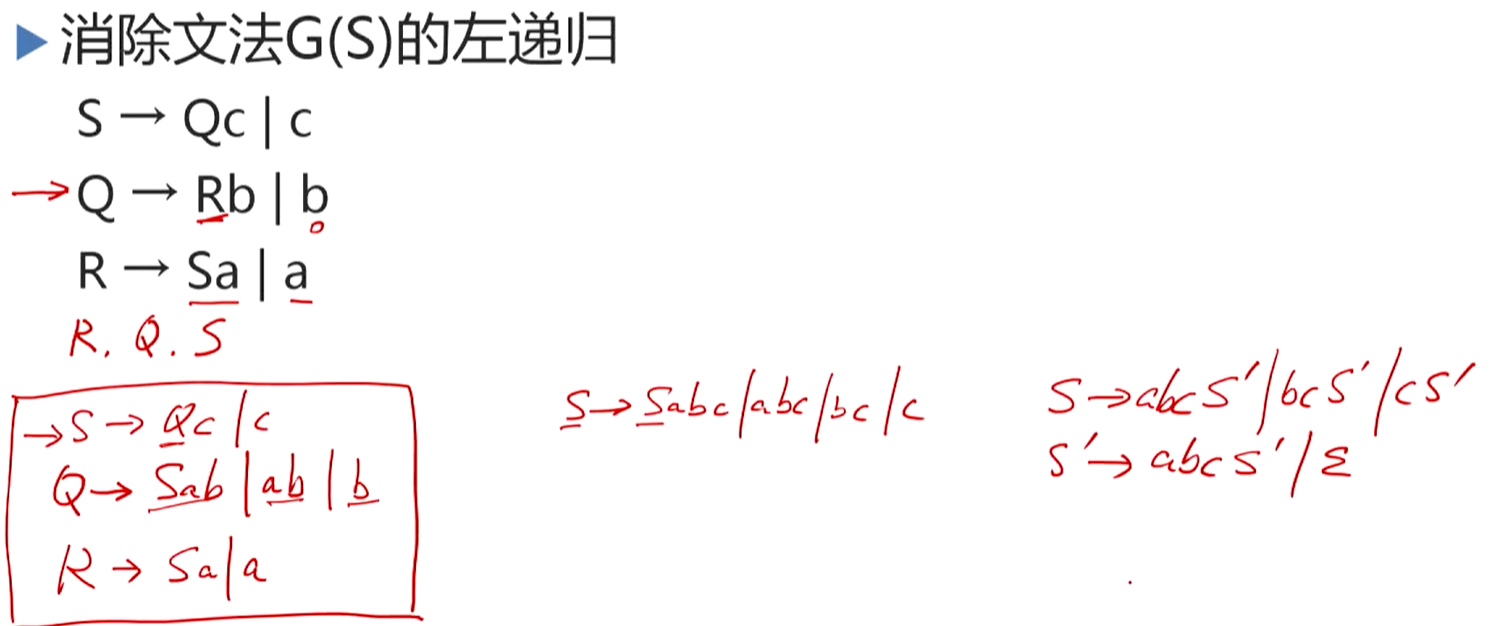 ▶消除文法G(S)的左递归
S → Qc | c
→Q → Rb | b
R → Sa | a
R. Q. S
→S → Qc | c
Q → Sab | ab | b
R → Sa | a
S → Sabc | abc | bc | c
S → abcS′ | bcS′ | cS′
S′ → abcS′ | ε